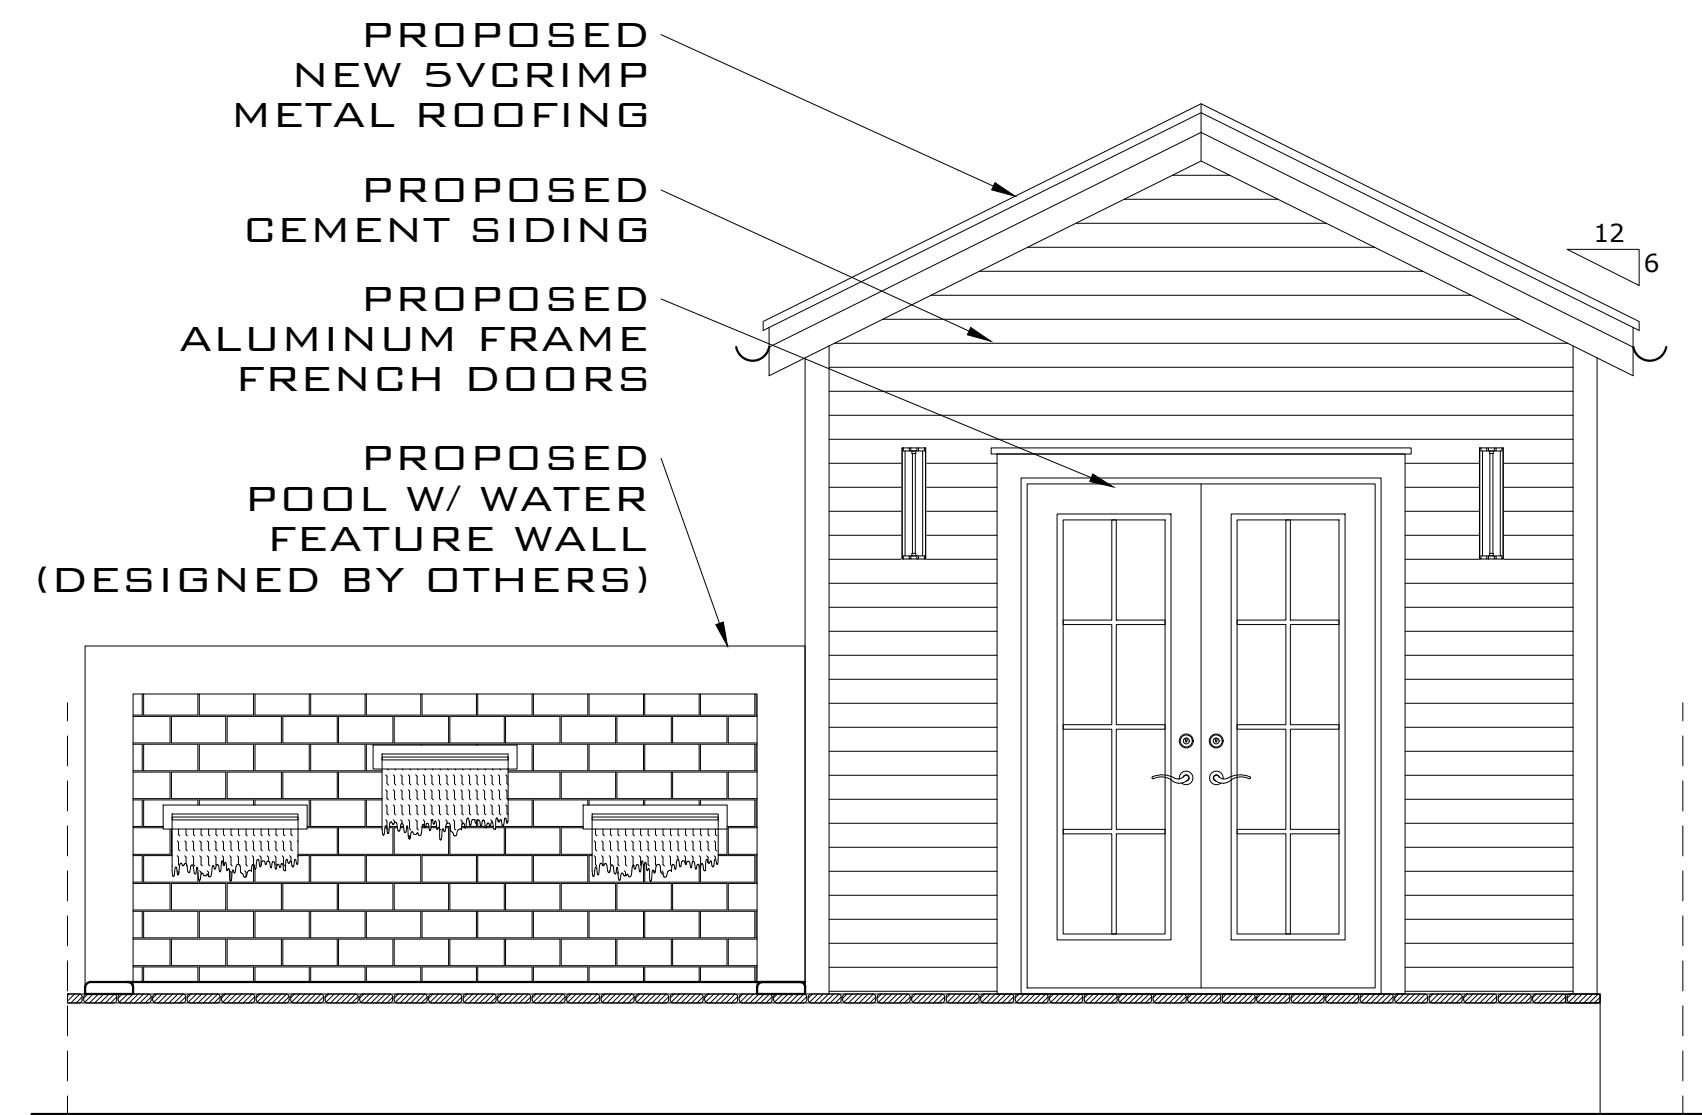 PROPOSED
NEW 5VCRIMP
METAL ROOFING
PROPOSED
CEMENT SIDING
PROPOSED
ALUMINUM FRAME
FRENCH DOORS
PROPOSED
POOL W/ WATER
FEATURE WALL
(DESIGNED BY OTHERS)
12
6